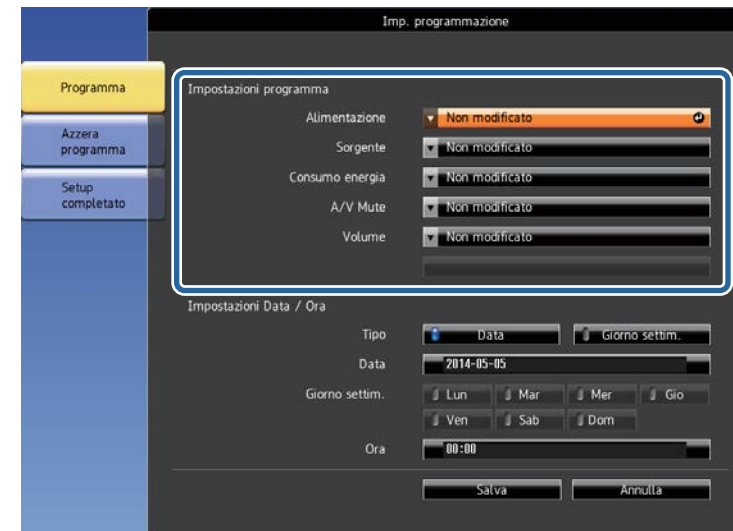 Imp. programmazione
Programma
Azzera
programma
Setup
completato
Impostazioni programma
Alimentazione Non modificato
Sorgente Non modificato
Consumo energia Non modificato
A/V Mute Non modificato
Volume Non modificato
Impostazioni Data / Ora
Tipo Data Giorno settim.
Data 2014-05-05
Giorno settim. Lun Mar Mer Gio
Ven Sab Dom
Ora 00:00
Salva Annulla